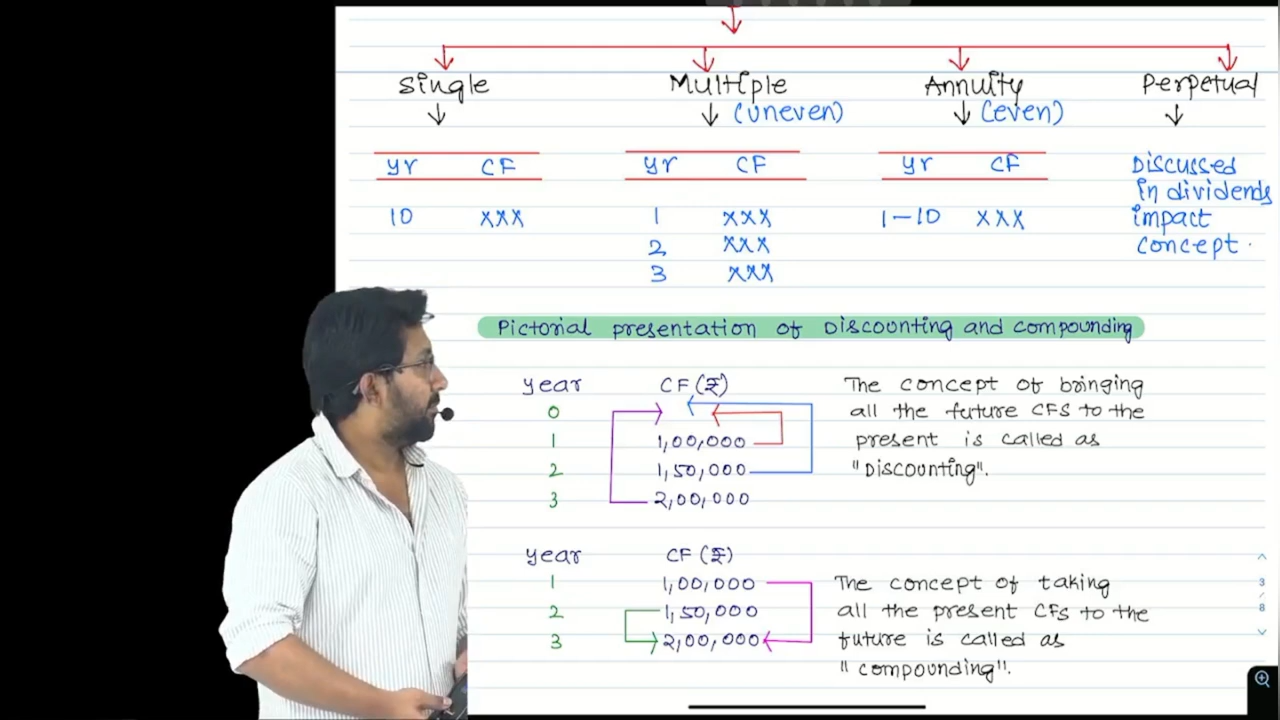 Single Multiple Annuity Perpetual
(uneven) (even)
yr CF yr CF yr CF Discussed
in dividends
10 xxx 1 xxx 1-10 xxx impact
2 xxx concept.
3 xxx
Pictorial presentation of Discounting and compounding
year CF (₹) The concept of bringing
0 all the future CFS to the
1 1,00,000 present is called as
2 1,50,000 "Discounting".
3 2,00,000
year CF (₹)
1 1,00,000 The concept of taking
2 1,50,000 all the present CFs to the
3 2,00,000 future is called as
"compounding".
3
/
8